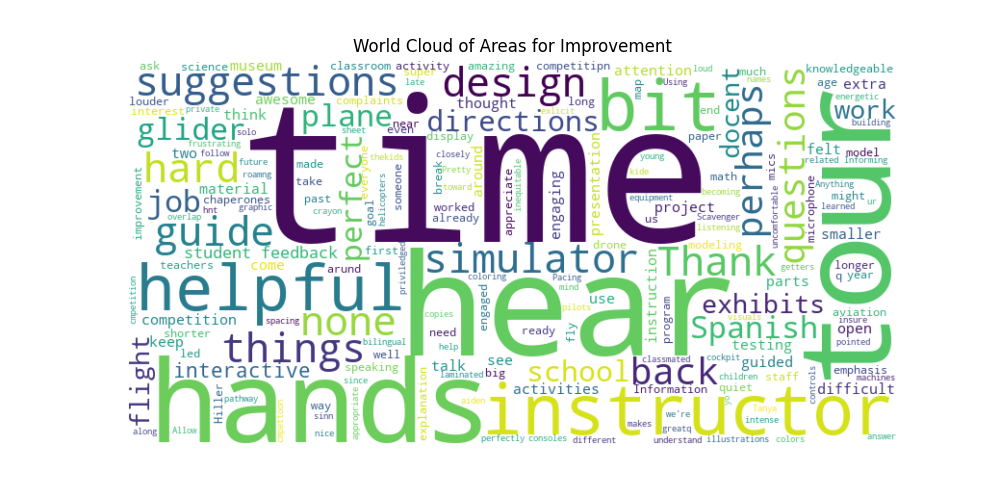 World Cloud of Areas for Improvement
ask
science
museum
classroom
activity
amazing
competitipn
attention
loud
much
knowledgeable
suggestions
super
late
design
thought
long
map
Using
names
age
extra
energetic
louder
interest
private
awesome
complaints
near
time
bit
end
docent
work
building
glider
solo
think
plane
even
directions
display
paper
perhaps
questions
felt
model
frustrating
sheet
everyone
thekids
closely
around
presentation
young
math
related
Informing
hard
two
follow
future
made
perfect
someone
break
Pretty
appreciate
inequitable
engaging
kide
becoming
mics
microphone
Anything
might
ur
improvement
job
material
roamng
take
past
goal
helicopters
toward
worked
already
equipment
project
us
Scavenger
listening
uncomfortable
learned
tour
overlap
chaperones
hnt
graphic
crayon
guide
student feedback
first
priviledged
drone
modeling
smaller
teachers
come
arund
simulator
instruction
Thank
getters
longer
q
year
helpful
hear
coloring
engaged
Pacing
mind
pilots
use
fly
program
parts
exhibits
aviation
insure
competition
spacing
none
copies
need
ready
visuals
Spanish
open
pointed
keep
shorter
things
bilingual
help
testing
flight
led
interactive
speaking
well
talk
see
big
school
classmated
back
cockpit
guided
emphasis
Hiller
pathway
since
laminated
activities
Information
children
staff
quiet
controls
difficult
machines
hands
way
sinn
nice
appropriate
explanation
aiden
instructor
makes
we're
greatq
yo
Tanya
intense
along
Allow
perfectly
consoles
different
understand
illustrations
colors
answer